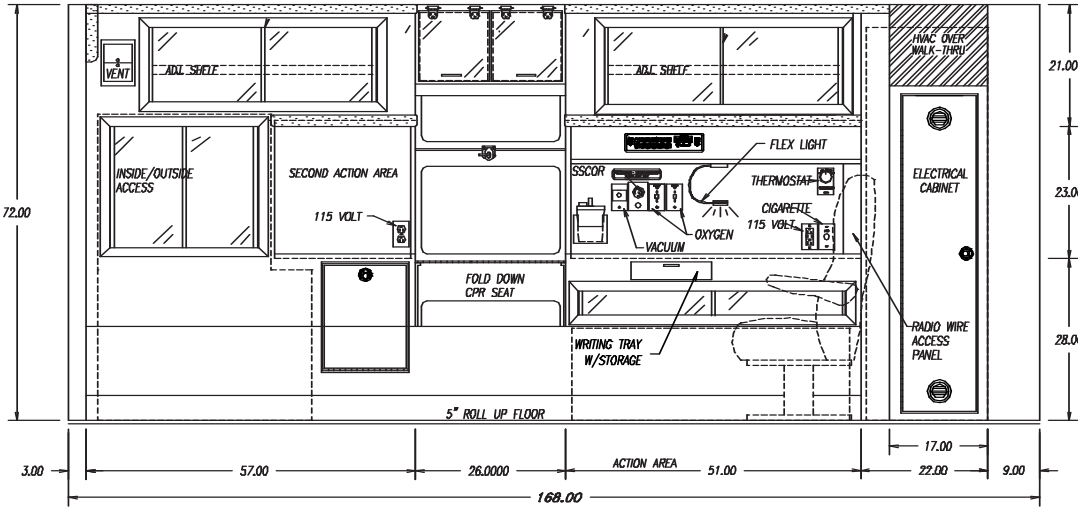 HVAC OVER
WALK-THRU
VENT
ADJ. SHELF
ADJ. SHELF
21.00
FLEX LIGHT
INSIDE/OUTSIDE
ACCESS
SECOND ACTION AREA
SSCOR
THERMOSTAT
ELECTRICAL
CABINET
23.00
72.00
115 VOLT
CIGARETTE
115 VOLT
OXYGEN
VACUUM
FOLD DOWN
CPR SEAT
28.00
RADIO WIRE
ACCESS
PANEL
WRITING TRAY
W/STORAGE
5" ROLL UP FLOOR
17.00
3.00
57.00
26.0000
ACTION AREA
51.00
22.00
9.00
168.00